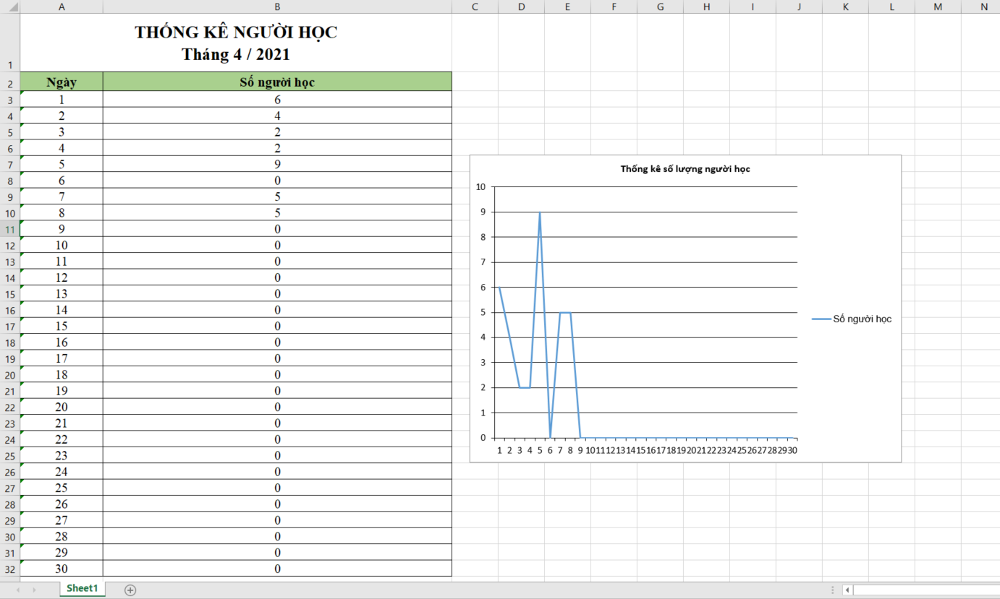 A B C D E F G H I J K L M N
1 THỐNG KÊ NGƯỜI HỌC
Tháng 4 / 2021
2 Ngày Số người học
3 1 6
4 2 4
5 3 2
6 4 2
7 5 9
8 6 0
9 7 5
10 8 5
11 9 0
12 10 0
13 11 0
14 12 0
15 13 0
16 14 0
17 15 0
18 16 0
19 17 0
20 18 0
21 19 0
22 20 0
23 21 0
24 22 0
25 23 0
26 24 0
27 25 0
28 26 0
29 27 0
30 28 0
31 29 0
32 30 0
Thống kê số lượng người học
10
9
8
7
6
5
4
3
2
1
0
1 2 3 4 5 6 7 8 9 10 11 12 13 14 15 16 17 18 19 20 21 22 23 24 25 26 27 28 29 30
Số người học
Sheet1